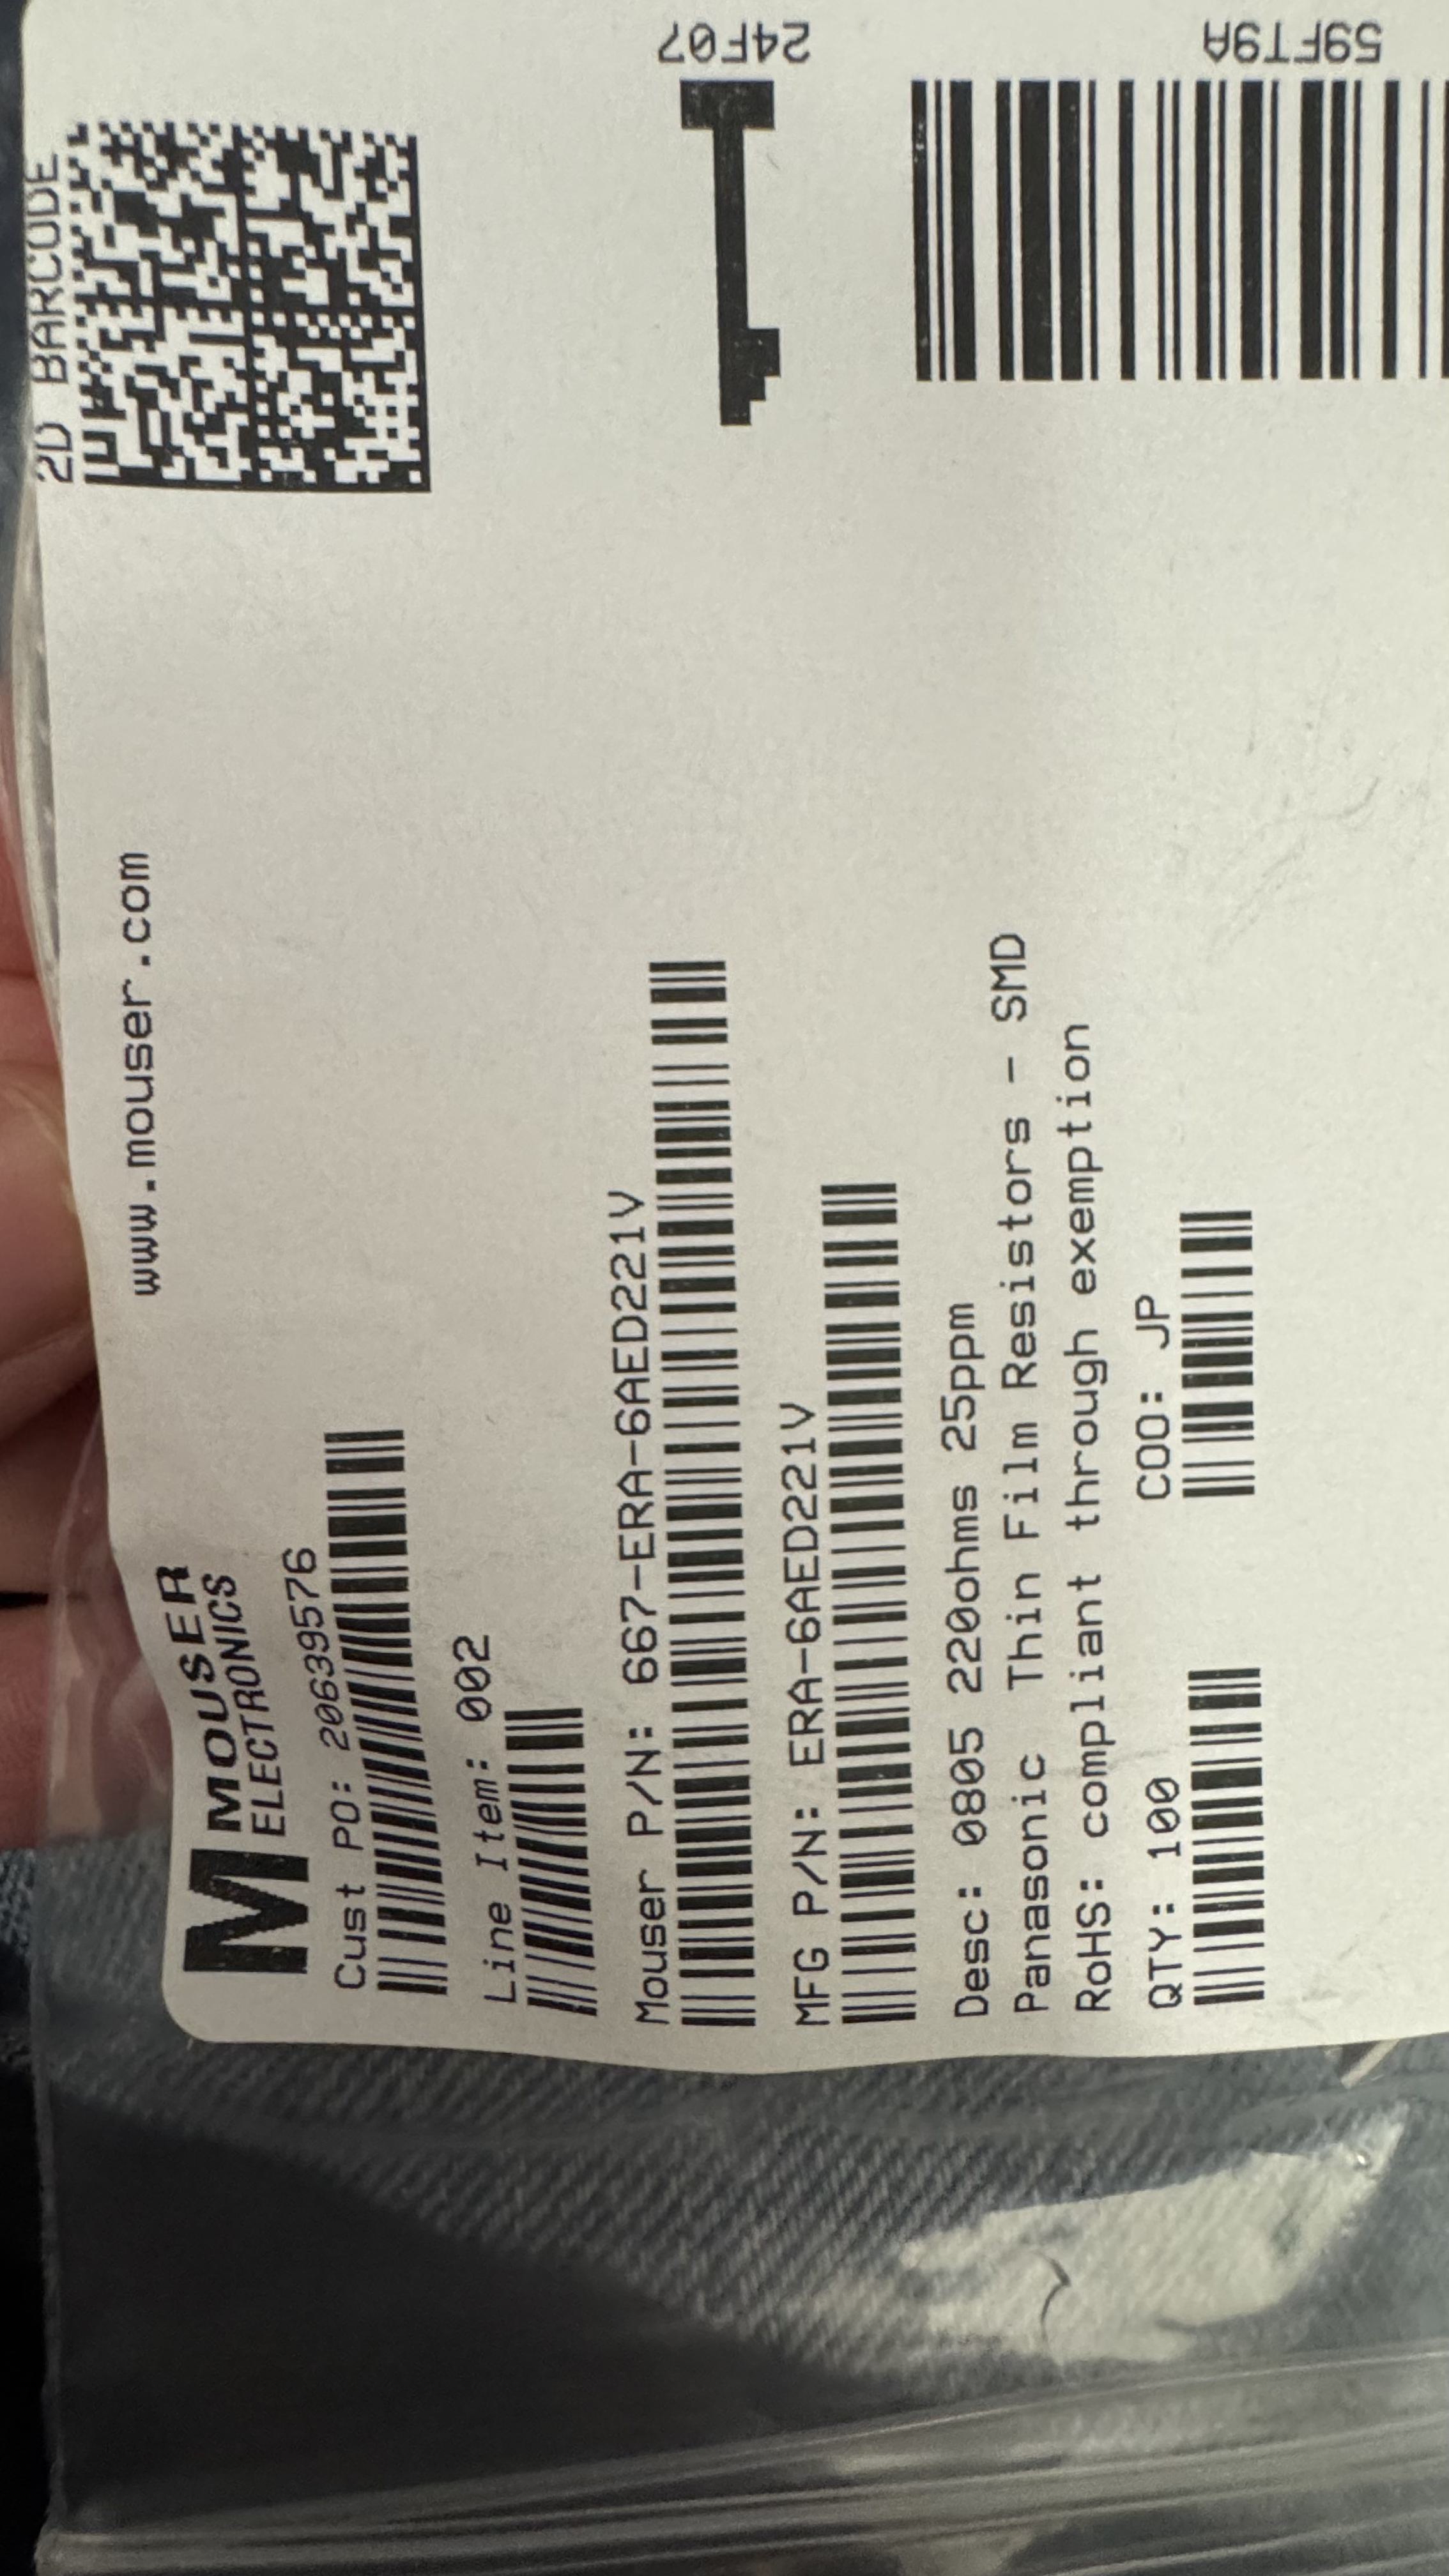 MOUSER
ELECTRONICS
www.mouser.com
2D BARCODE
Cust PO: 20639576
Line Item: 002
Mouser P/N: 667-ERA-6AED221V
MFG P/N: ERA-6AED221V
Desc: 0805 220ohms 25ppm
Panasonic Thin Film Resistors - SMD
RoHS: compliant through exemption
QTY: 100 COO: JP
24F07
59FT9A